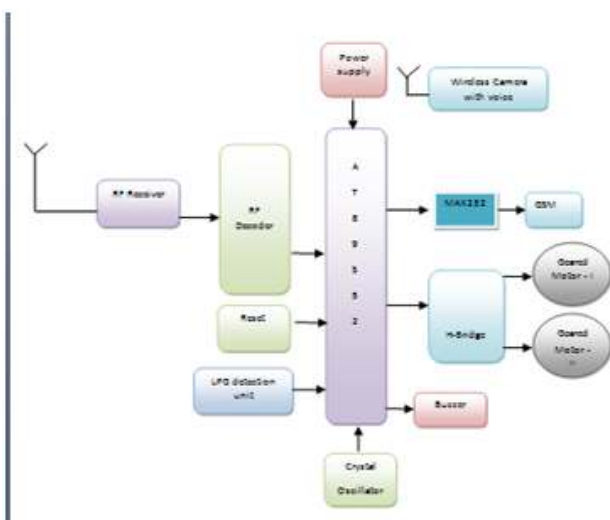 Power
supply
Wireless Camera
with voice
RF Receiver
RF
Decoder
A
T
8
9
S
5
2
MAX232
GSM
Geared
Motor - I
Reset
H-Bridge
Geared
Motor -
II
LPG detection
unit
Buzzer
Crystal
Oscillator